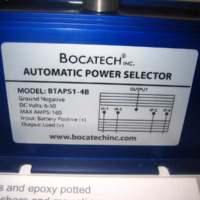 BOCATECH® INC.
AUTOMATIC POWER SELECTOR
MODEL: BTAPS1-4B
Ground Negative
DC Volts: 6-50
MAX AMPS: 160
Input: Battery Positive (+)
Output: Load (+)
OUTPUT
www.bocatechinc.com
s and epoxy potted